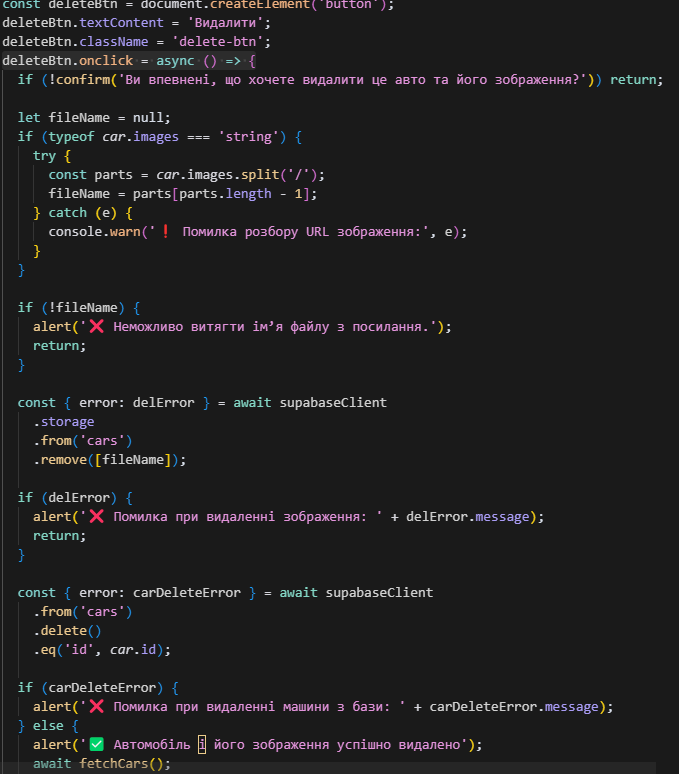 const deleteBtn = document.createElement('button');
deleteBtn.textContent = 'Видалити';
deleteBtn.className = 'delete-btn';
deleteBtn.onclick = async () => {
  if (!confirm('Ви впевнені, що хочете видалити це авто та його зображення?')) return;

  let fileName = null;
  if (typeof car.images === 'string') {
    try {
      const parts = car.images.split('/');
      fileName = parts[parts.length - 1];
    } catch (e) {
      console.warn('❗ Помилка розбору URL зображення:', e);
    }
  }

  if (!fileName) {
    alert('❌ Неможливо витягти ім’я файлу з посилання.');
    return;
  }

  const { error: delError } = await supabaseClient
    .storage
    .from('cars')
    .remove([fileName]);

  if (delError) {
    alert('❌ Помилка при видаленні зображення: ' + delError.message);
    return;
  }

  const { error: carDeleteError } = await supabaseClient
    .from('cars')
    .delete()
    .eq('id', car.id);

  if (carDeleteError) {
    alert('❌ Помилка при видаленні машини з бази: ' + carDeleteError.message);
  } else {
    alert('✅ Автомобіль і його зображення успішно видалено');
    await fetchCars();